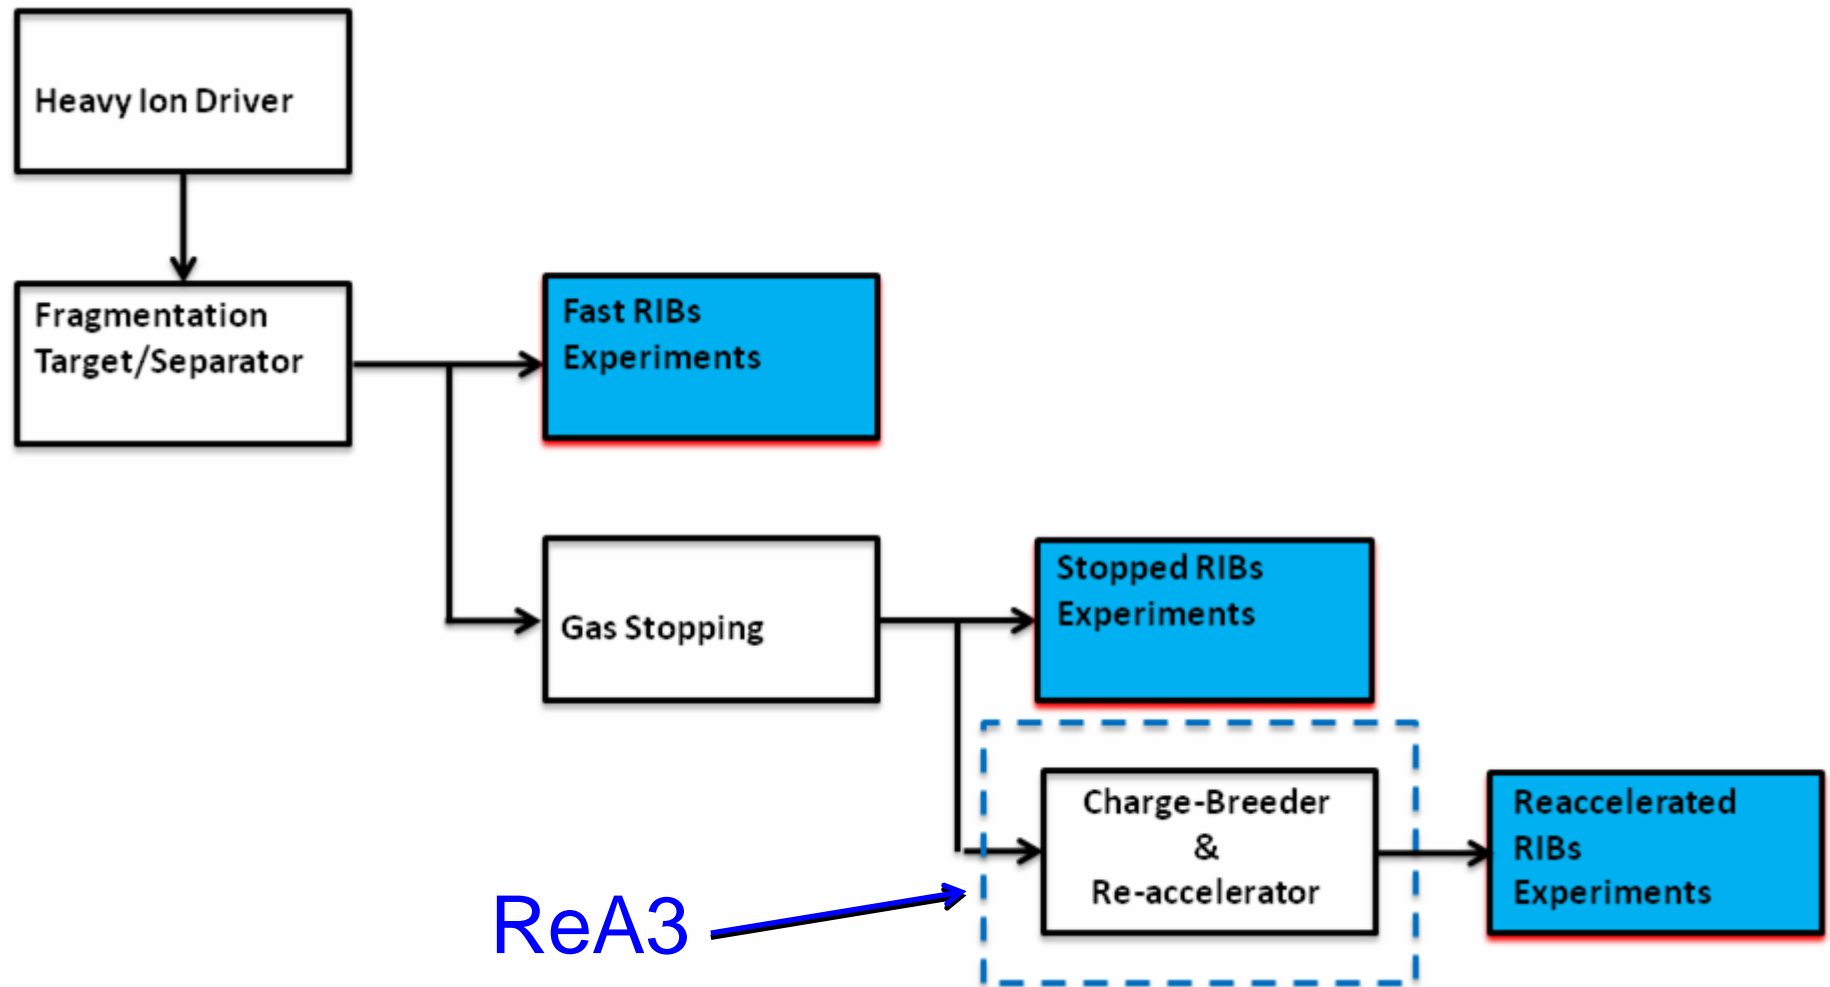 Heavy Ion Driver
Fragmentation
Target/Separator
Fast RIBs
Experiments
Gas Stopping
Stopped RIBs
Experiments
Charge-Breeder
&
Re-accelerator
Reaccelerated
RIBs
Experiments
ReA3